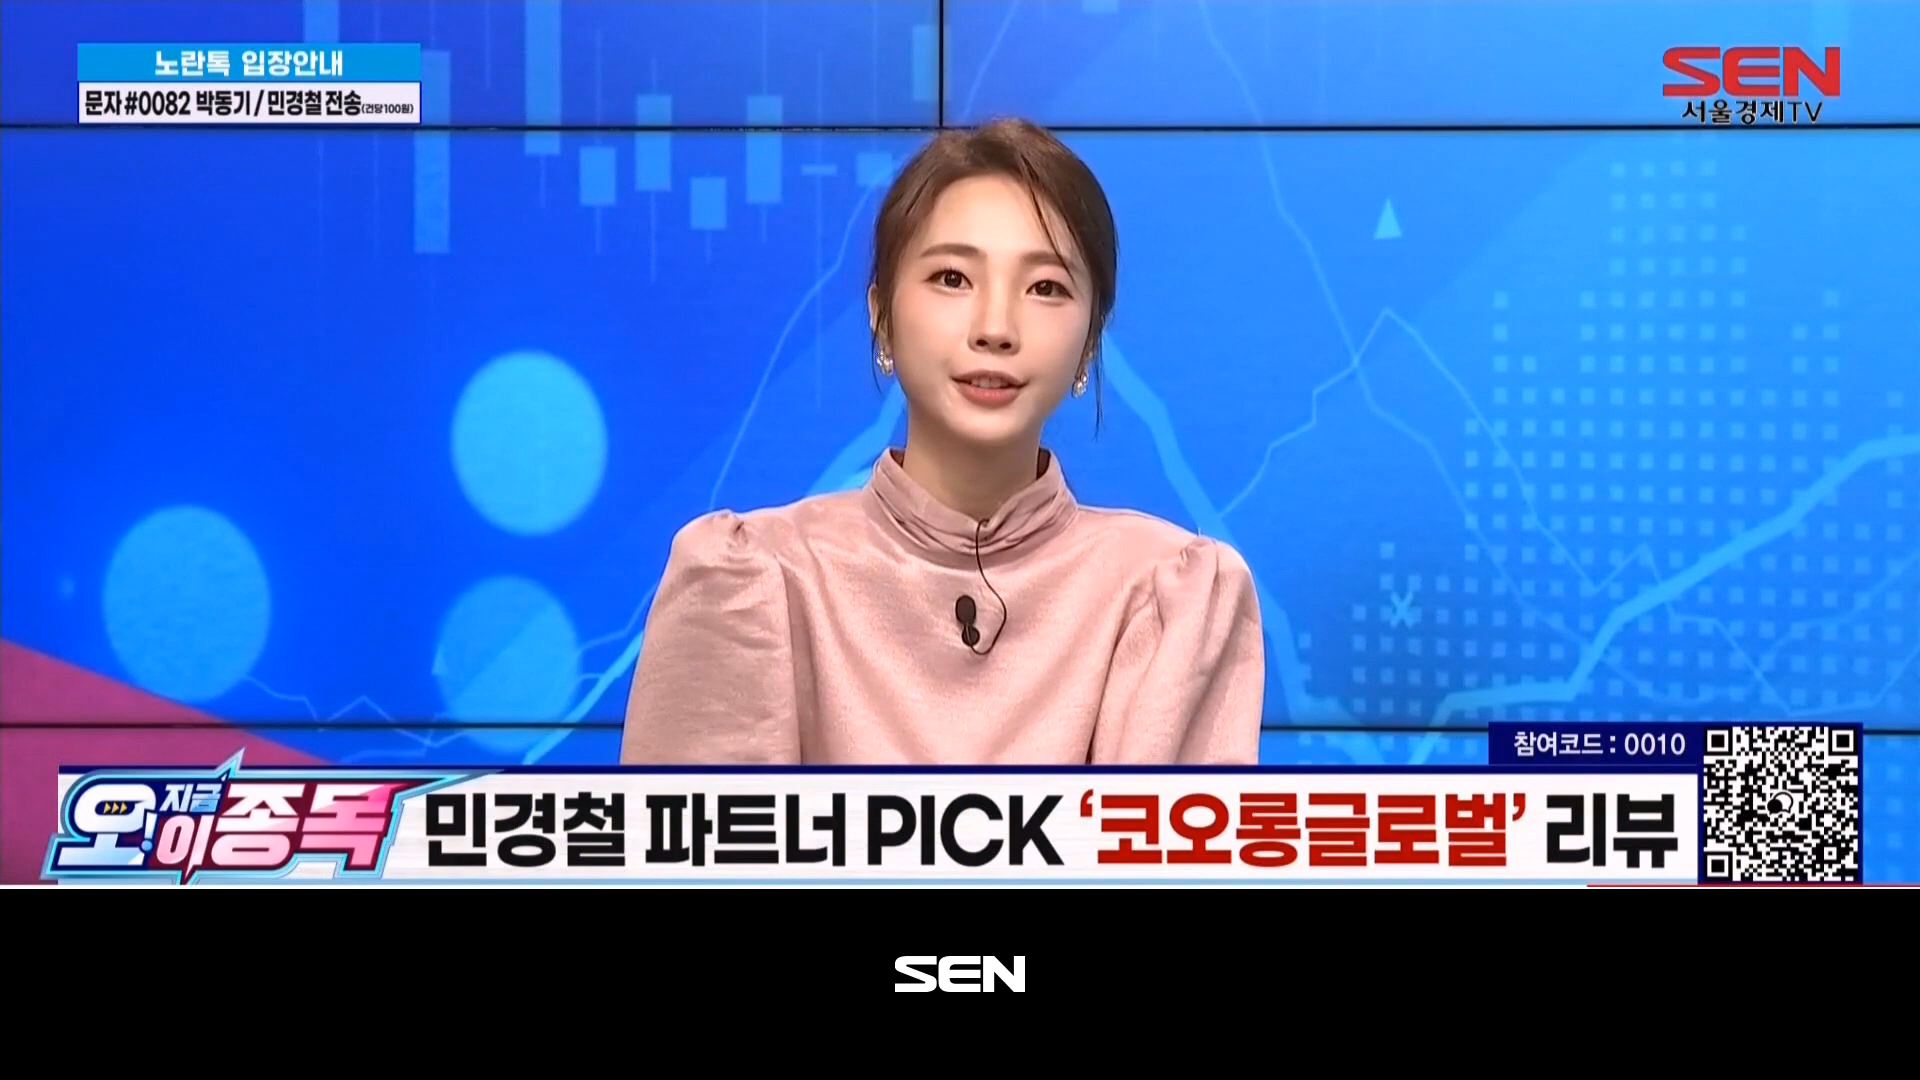 노란톡 입장안내
문자#0082 박동기/민경철 전송(건당100원)
SEN
서울경제TV
참여코드 : 0010
오! 지금 이종목
민경철 파트너 PICK ‘코오롱글로벌’ 리뷰
SEN